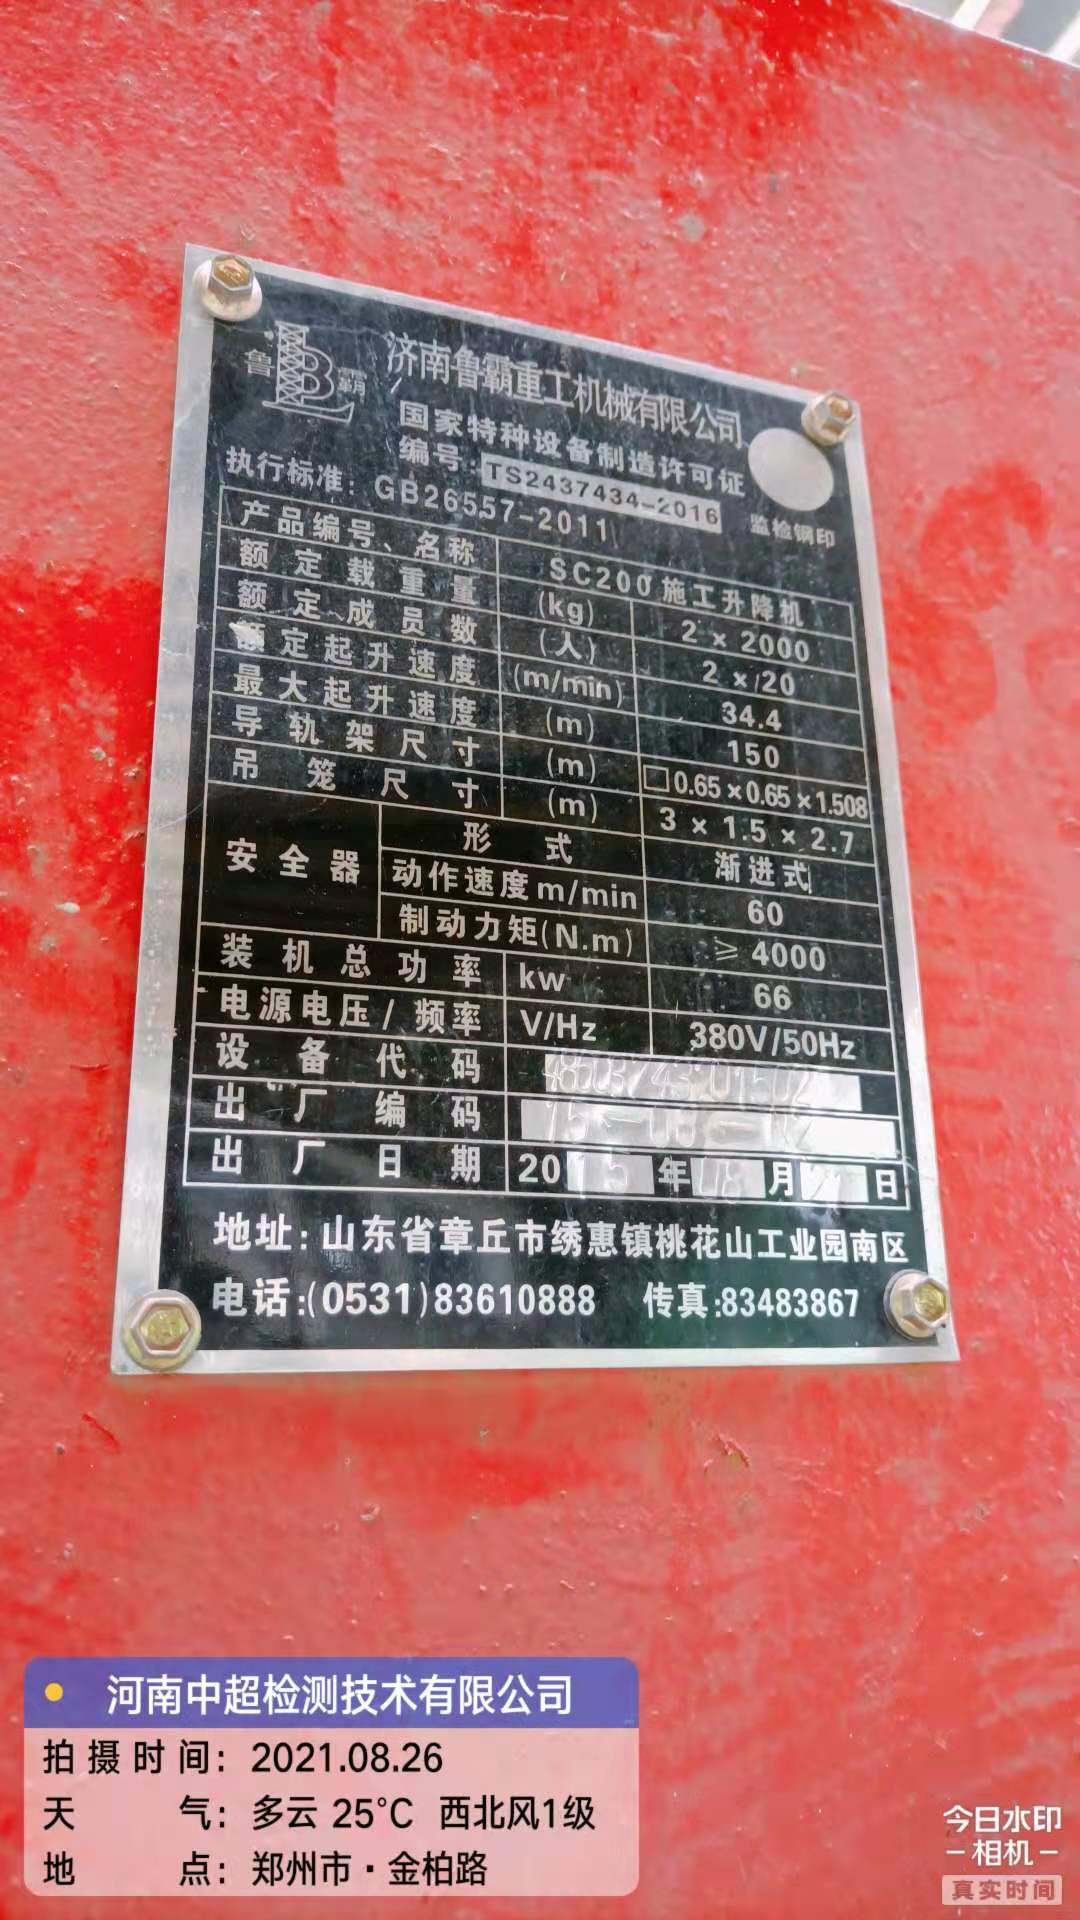 鲁霸
济南鲁霸重工机械有限公司
国家特种设备制造许可证
编号:TS2437434-2016
监检钢印
执行标准:GB26557-2011
产品编号、名称 SC200施工升降机
额定载重量 (kg) 2×2000
额定成员数 (人) 2×20
额定起升速度 (m/min) 34.4
最大起升速度 (m) 150
导轨架尺寸 (m) □0.65×0.65×1.508
吊笼尺寸 (m) 3×1.5×2.7
安全器 形式 渐进式
动作速度m/min 60
制动力矩(N.m) ≥4000
装机总功率 kw 66
电源电压/频率 V/Hz 380V/50Hz
设备代码
出厂编码
出厂日期 2015年08月 日
地址:山东省章丘市绣惠镇桃花山工业园南区
电话:(0531)83610888 传真:83483867
河南中超检测技术有限公司
拍摄时间: 2021.08.26
天气: 多云 25℃ 西北风1级
地点: 郑州市·金柏路
今日水印
-相机-
真实时间